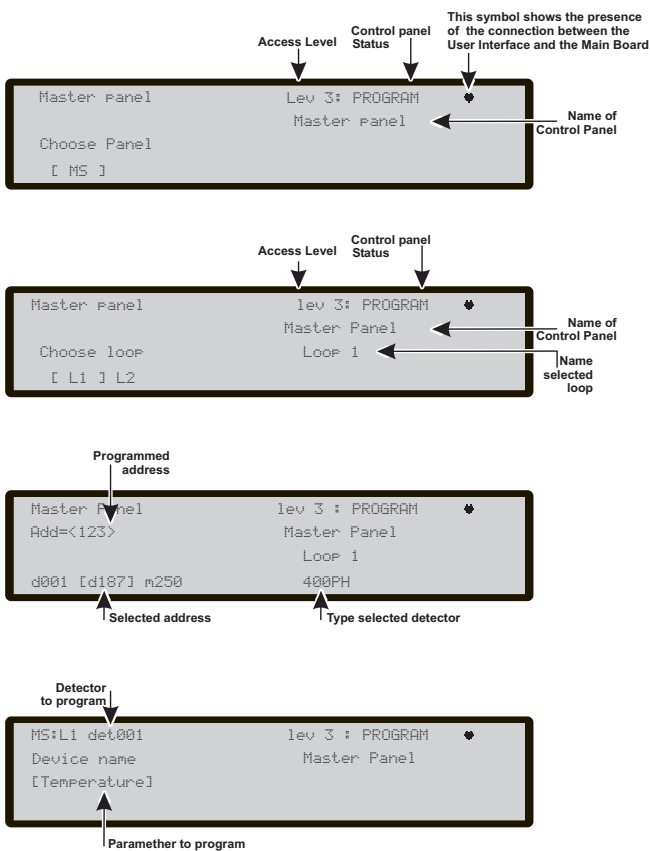 This symbol shows the presence
of the connection between the
User Interface and the Main Board
Control panel
Status
Access Level
Master panel Lev 3: PROGRAM
Master panel
Name of
Control Panel
Choose Panel
[ MS ]
Control panel
Status
Access Level
Master panel lev 3: PROGRAM
Master Panel
Name of
Control Panel
Choose loop Loop 1
Name
selected
loop
[ L1 ] L2
Programmed
address
Master Panel lev 3 : PROGRAM
Add=<123> Master Panel
Loop 1
d001 [d187] m250 400PH
Selected address Type selected detector
Detector
to program
MS:L1 det001 lev 3 : PROGRAM
Device name Master Panel
[Temperature]
Paramether to program